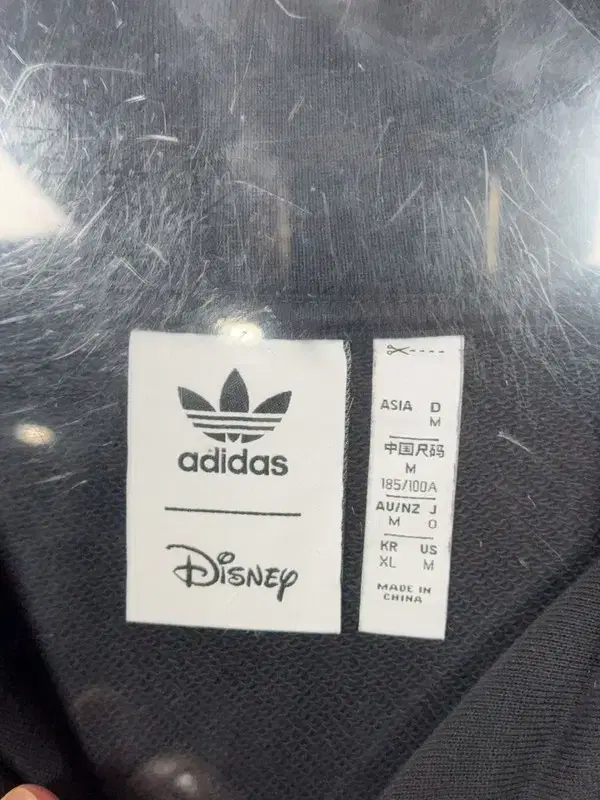 adidas
Disney
ASIA D
M
中国尺码
M
185/100A
AU/NZ J
M O
KR US
XL M
MADE IN
CHINA